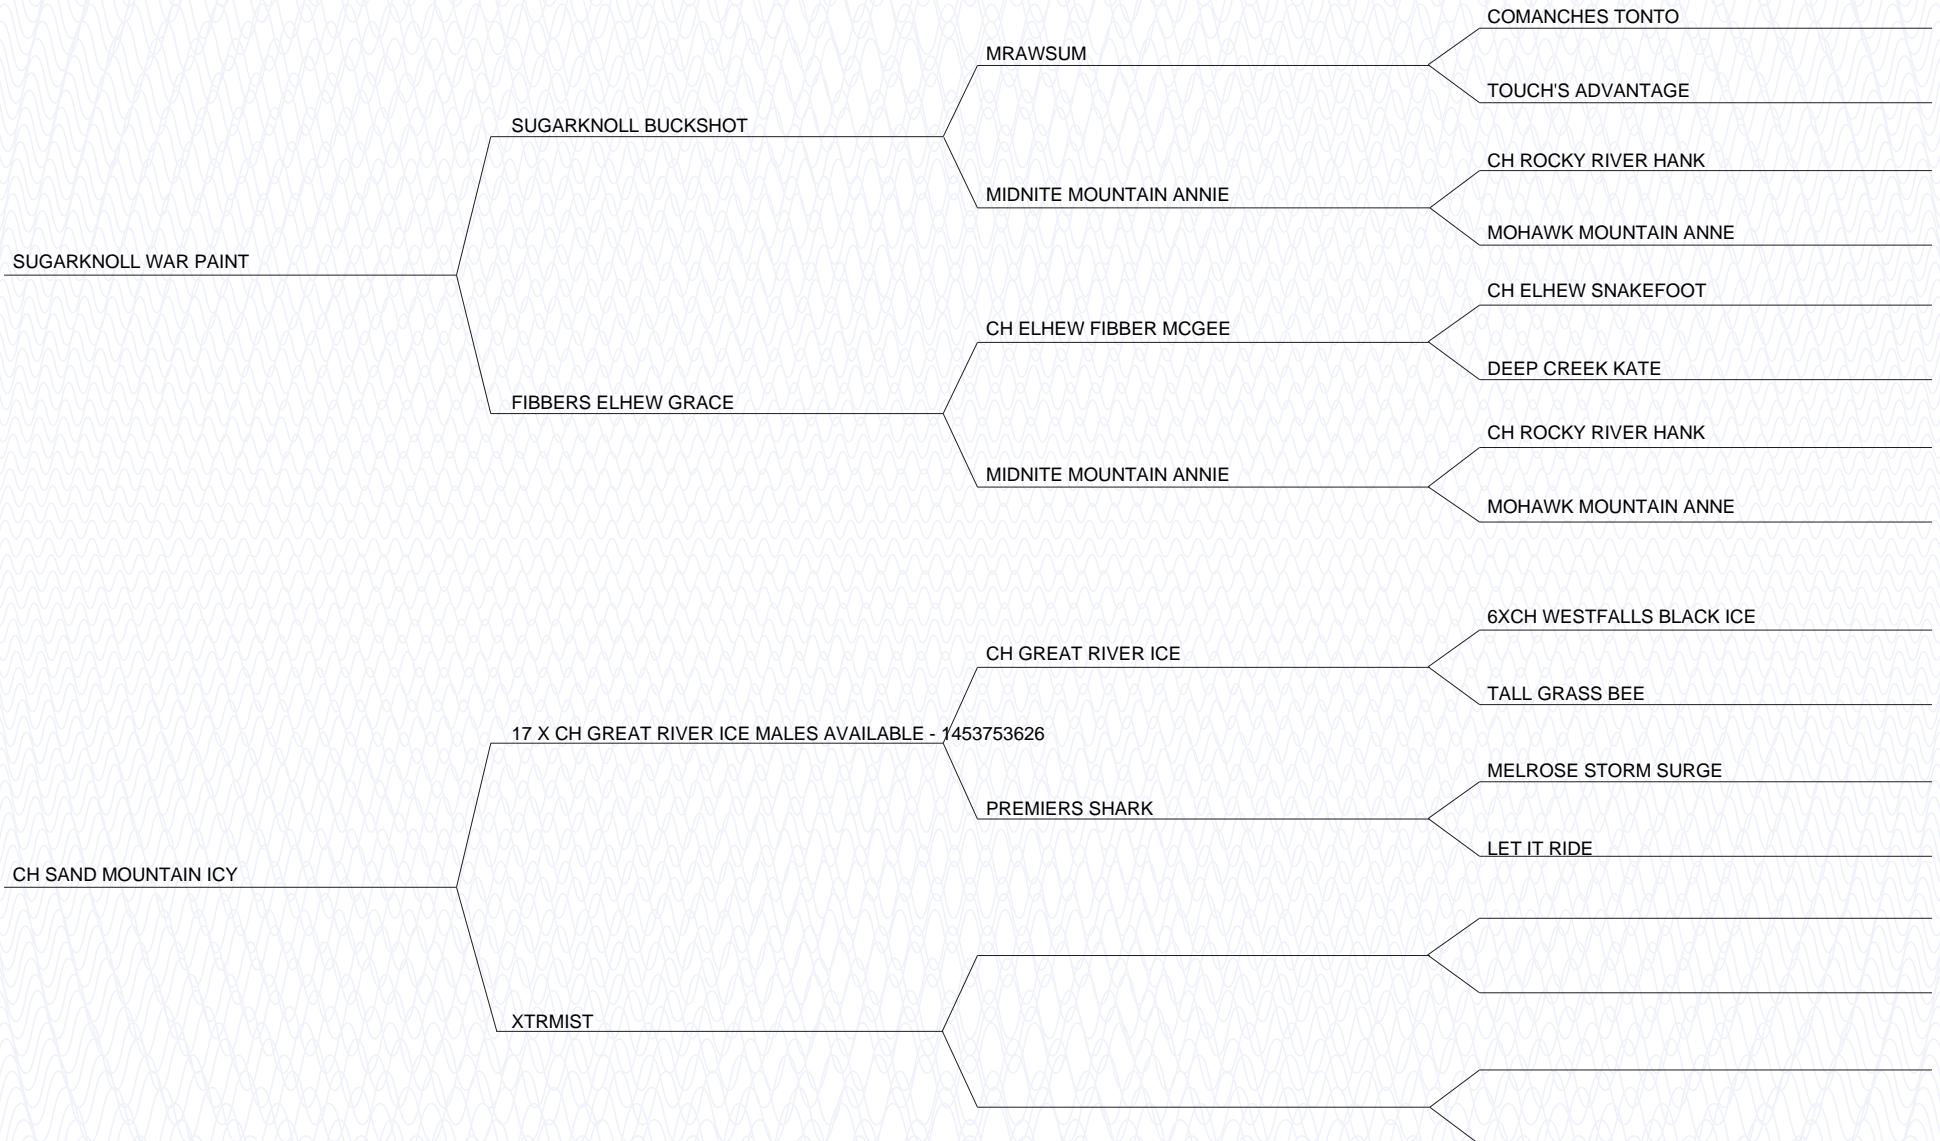 COMANCHES TONTO
MRAWSUM
TOUCH'S ADVANTAGE
SUGARKNOLL BUCKSHOT
CH ROCKY RIVER HANK
MIDNITE MOUNTAIN ANNIE
MOHAWK MOUNTAIN ANNE
SUGARKNOLL WAR PAINT
CH ELHEW SNAKEFOOT
CH ELHEW FIBBER MCGEE
DEEP CREEK KATE
FIBBERS ELHEW GRACE
CH ROCKY RIVER HANK
MIDNITE MOUNTAIN ANNIE
MOHAWK MOUNTAIN ANNE
6XCH WESTFALLS BLACK ICE
CH GREAT RIVER ICE
TALL GRASS BEE
17 X CH GREAT RIVER ICE MALES AVAILABLE - 1453753626
MELROSE STORM SURGE
PREMIERS SHARK
LET IT RIDE
CH SAND MOUNTAIN ICY
XTRMIST